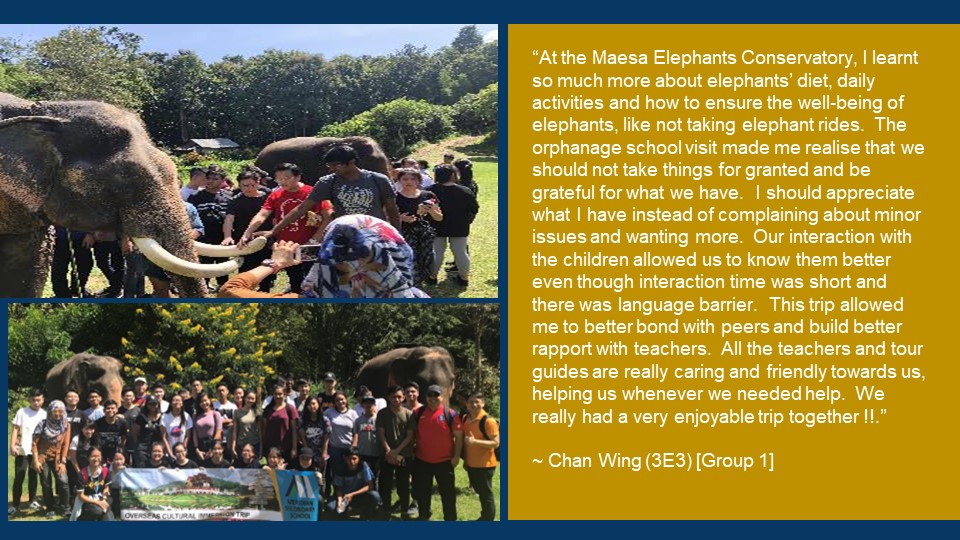 “At the Maesa Elephants Conservatory, I learnt
so much more about elephants’ diet, daily
activities and how to ensure the well-being of
elephants, like not taking elephant rides.  The
orphanage school visit made me realise that we
should not take things for granted and be
grateful for what we have.  I should appreciate
what I have instead of complaining about minor
issues and wanting more.  Our interaction with
the children allowed us to know them better
even though interaction time was short and
there was language barrier.  This trip allowed
me to better bond with peers and build better
rapport with teachers.  All the teachers and tour
guides are really caring and friendly towards us,
helping us whenever we needed help.  We
really had a very enjoyable trip together !!.”
~ Chan Wing (3E3) [Group 1]
OVERSEAS CULTURAL IMMERSION TRIP
SECONDARY
SCHOOL